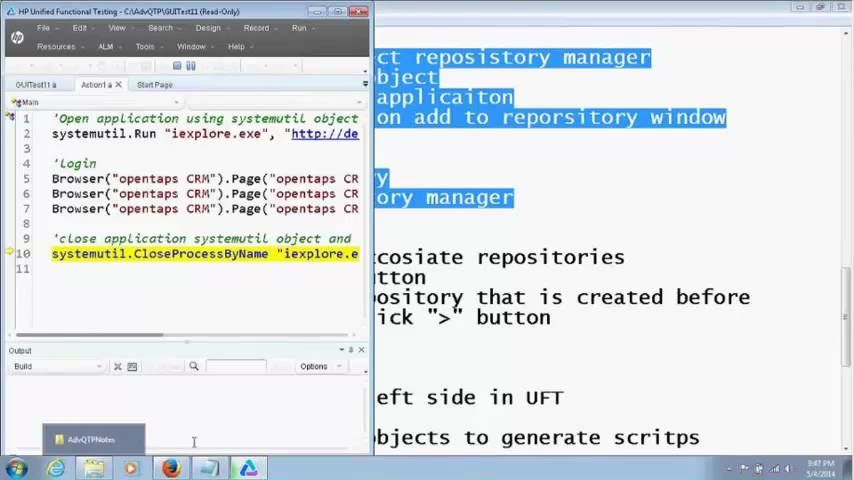 HP Unified Functional Testing - C:\AdvQTP\GUITest11 (Read-Only)
File Edit View Search Design Record Run
Resources ALM Tools Window Help
GUITest11 Action1 Start Page
Main
1 'Open application using systemutil object
2 systemutil.Run "iexplore.exe", "http://de
3
4 'login
5 Browser("opentaps CRM").Page("opentaps CR
6 Browser("opentaps CRM").Page("opentaps CR
7 Browser("opentaps CRM").Page("opentaps CR
8
9 'close application systemutil object and
10 systemutil.CloseProcessByName "iexplore.e
11
Output
Build Options
AdvQTPNotes
ct reposistory manager
object
applicaiton
on add to reporsitory window
ry
ory manager
ccosiate repositories
tton
pository that is created before
ick ">" button
eft side in UFT
objects to generate scritps
9:47 PM
5/4/2014